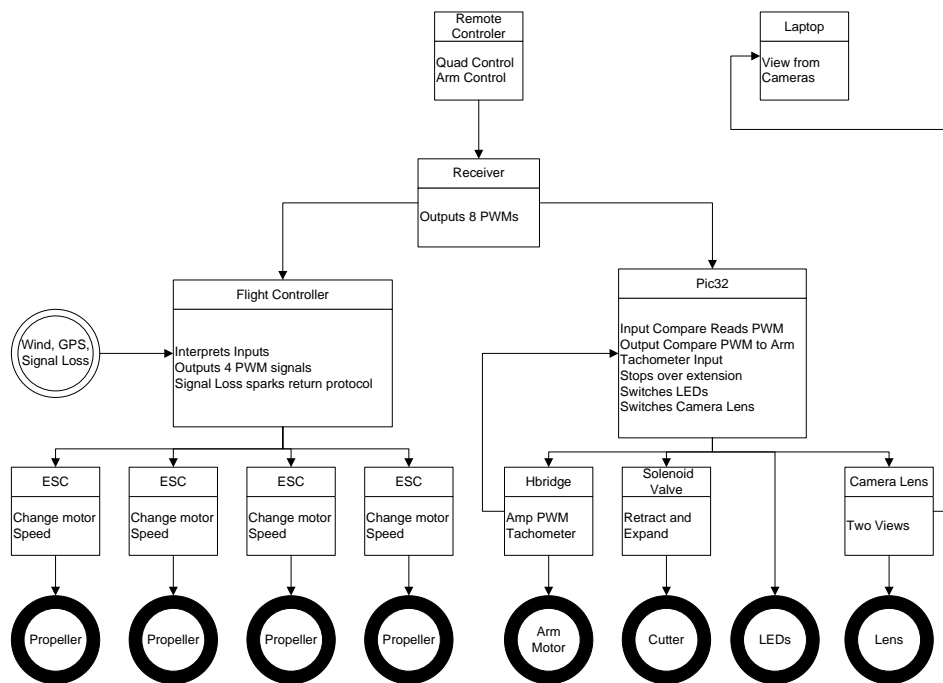 Remote
Controler
Quad Control
Arm Control
Laptop
View from
Cameras
Receiver
Outputs 8 PWMs
Flight Controller
Interprets Inputs
Outputs 4 PWM signals
Signal Loss sparks return protocol
Wind, GPS,
Signal Loss
Pic32
Input Compare Reads PWM
Output Compare PWM to Arm
Tachometer Input
Stops over extension
Switches LEDs
Switches Camera Lens
ESC
Change motor
Speed
ESC
Change motor
Speed
ESC
Change motor
Speed
ESC
Change motor
Speed
Hbridge
Amp PWM
Tachometer
Solenoid
Valve
Retract and
Expand
Camera Lens
Two Views
Propeller
Propeller
Propeller
Propeller
Arm
Motor
Cutter
LEDs
Lens